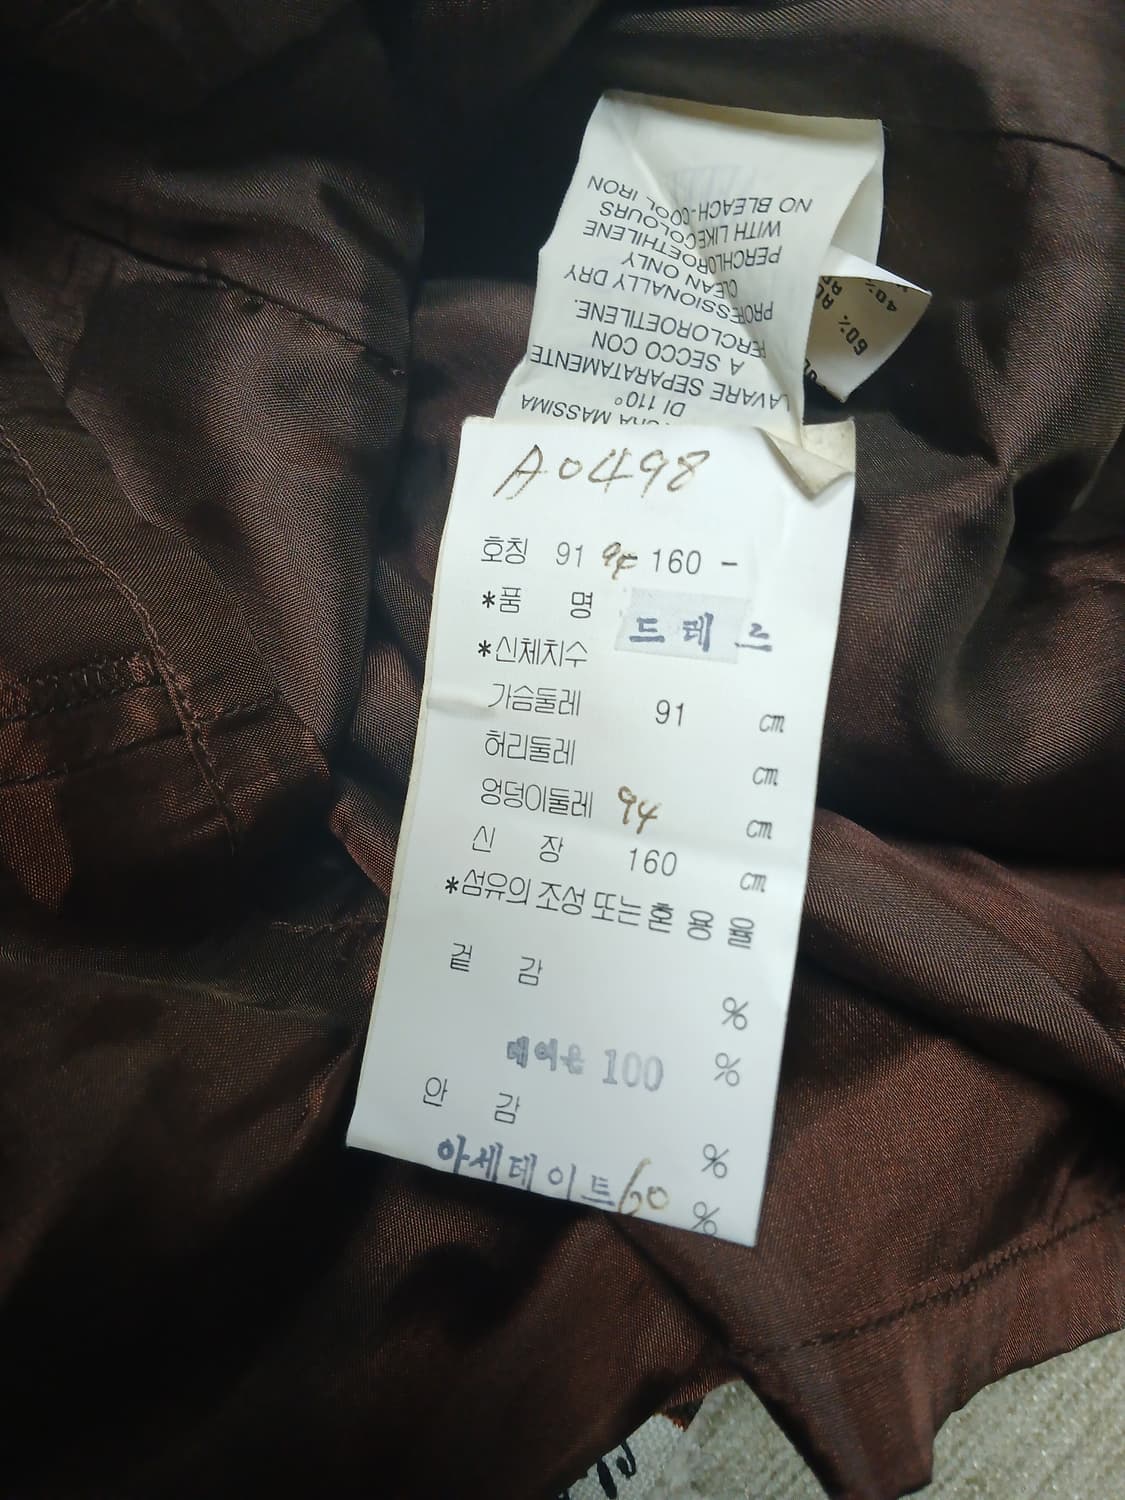 NO BLEACH-COOL IRON
WITH LIKE COLOURS
PERCHLOROETHILENE
CLEAN ONLY
PROFESSIONALLY DRY
PERCLOROETILENE.
A SECCO CON
LAVARE SEPARATAMENTE
DI 110°
MASSIMA
60%
40%
A0498
호칭 91 94 160 -
*품 명 드레
*신체치수
가슴둘레 91 cm
허리둘레 cm
엉덩이둘레 94 cm
신 장 160 cm
*섬유의 조성 또는 혼용율
겉 감
%
레이온 100 %
안 감
%
아세테이트 60 %